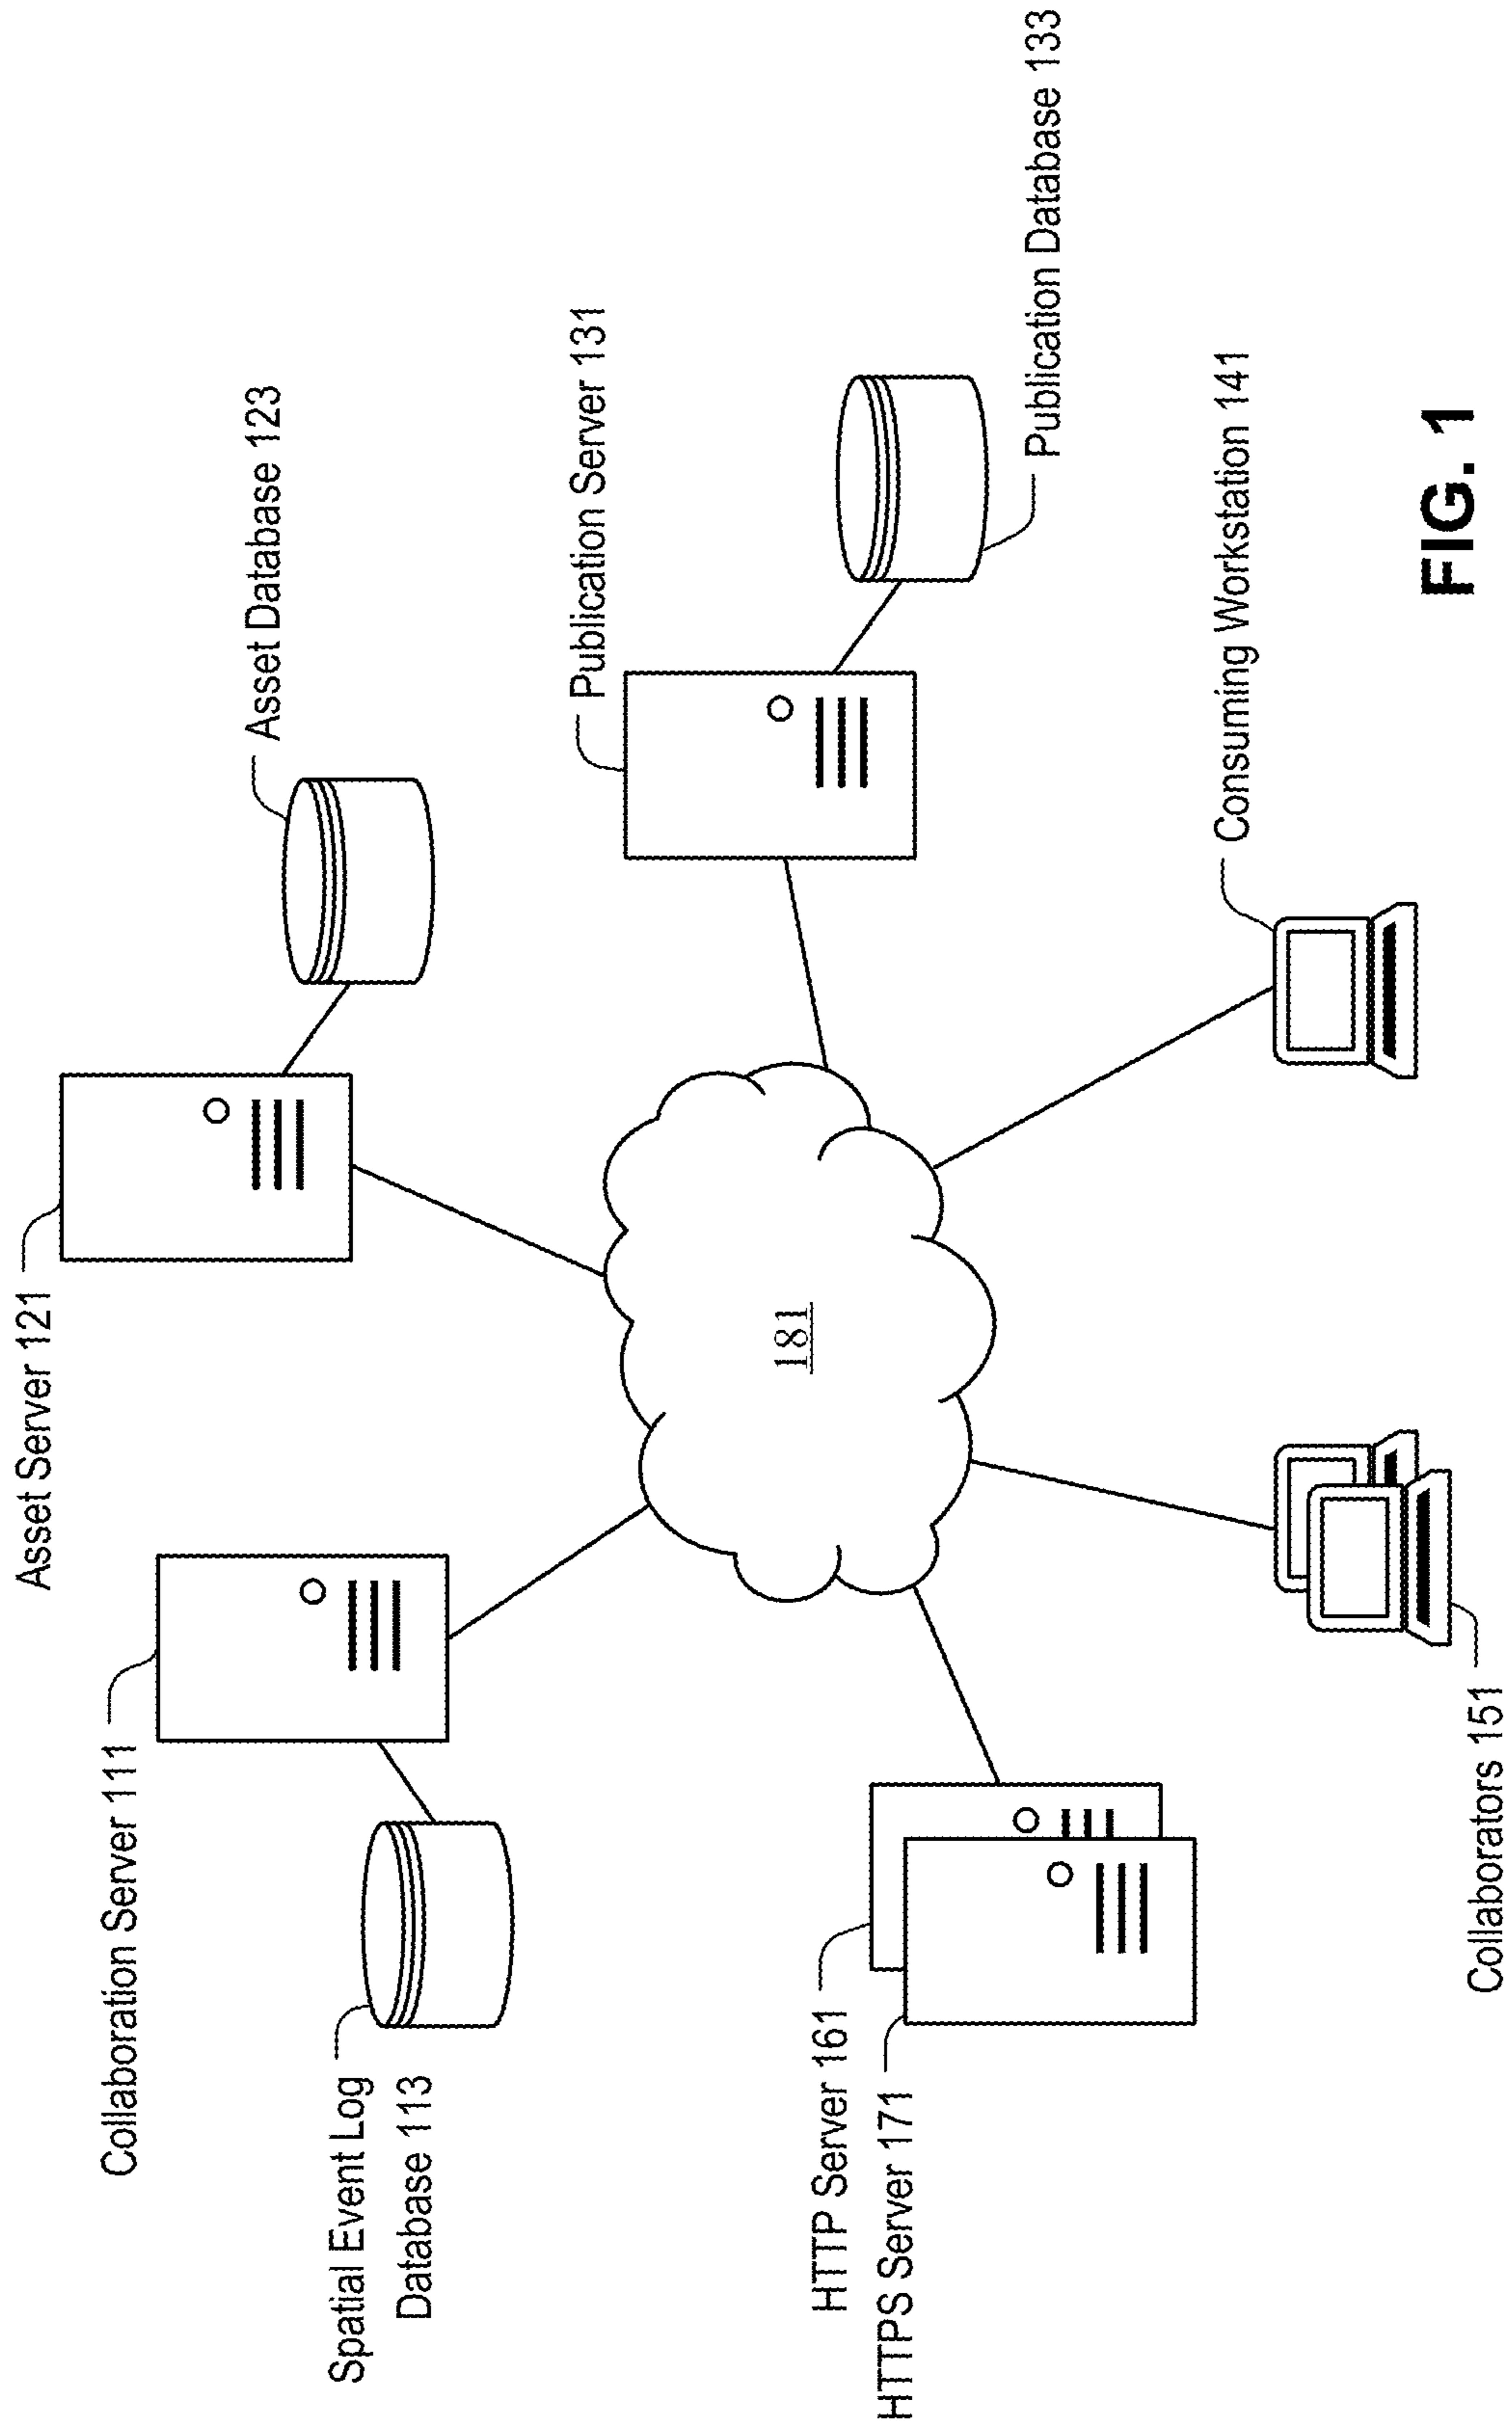 Asset Server 121
Asset Database 123
Collaboration Server 111
Spatial Event Log
Database 113
Publication Server 131
Publication Database 133
181
HTTP Server 161
HTTPS Server 171
Collaborators 151
Consuming Workstation 141
FIG. 1